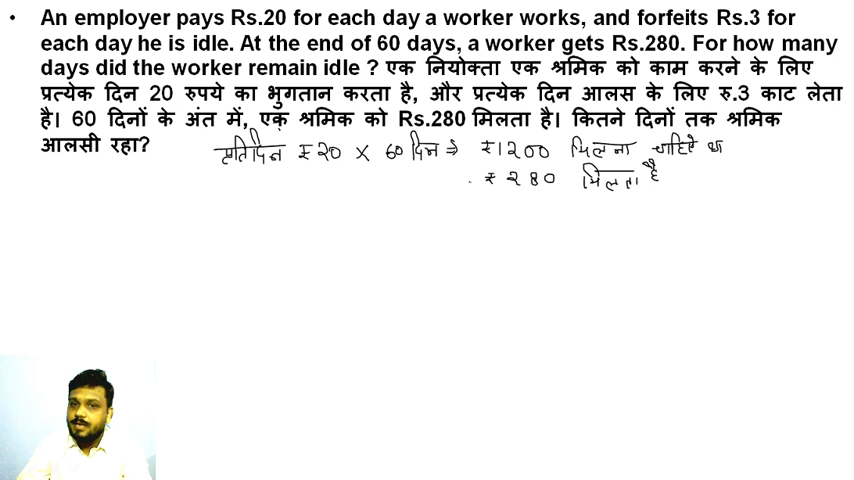 • An employer pays Rs.20 for each day a worker works, and forfeits Rs.3 for
each day he is idle. At the end of 60 days, a worker gets Rs.280. For how many
days did the worker remain idle ? एक नियोक्ता एक श्रमिक को काम करने के लिए
प्रत्येक दिन 20 रुपये का भुगतान करता है, और प्रत्येक दिन आलस के लिए रु.3 काट लेता
है। 60 दिनों के अंत में, एक श्रमिक को Rs.280 मिलता है। कितने दिनों तक श्रमिक
आलसी रहा?
प्रतिदिन ₹20 × 60 दिन ⇒ ₹1200 मिलना चाहिए था
₹280 मिलता है